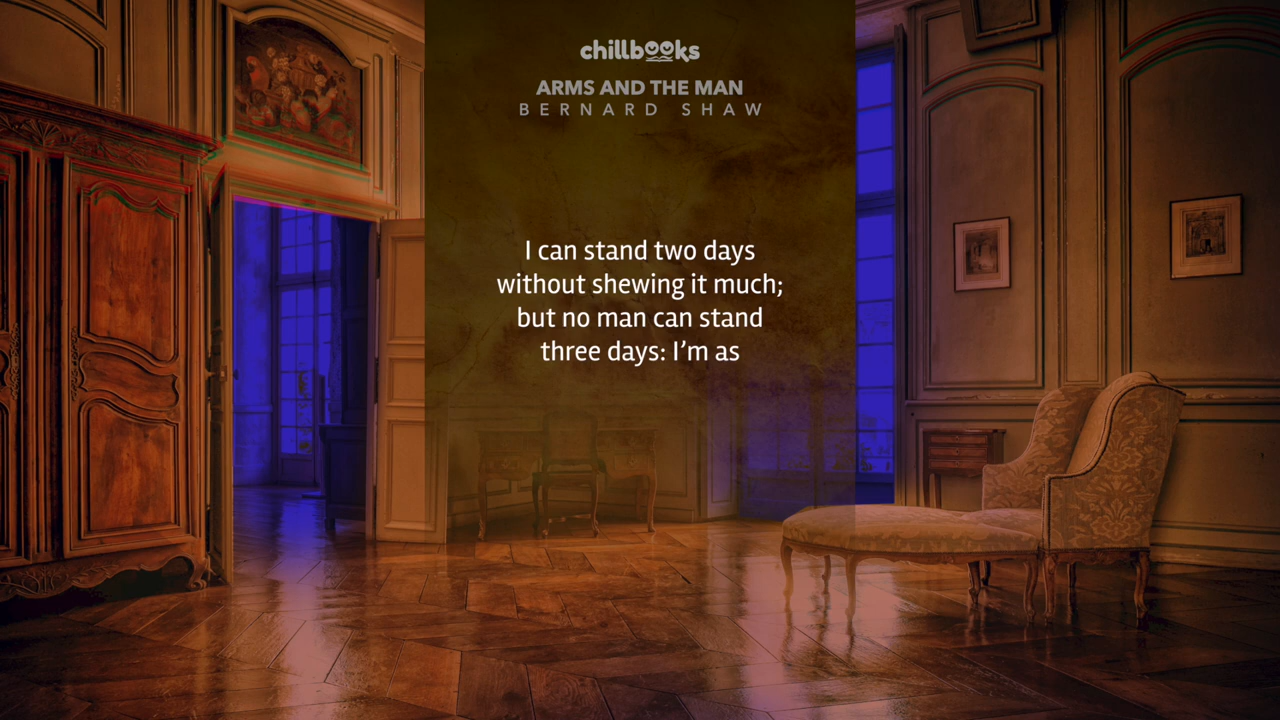 chillbooks
ARMS AND THE MAN
BERNARD SHAW
I can stand two days
without shewing it much;
but no man can stand
three days: I’m as